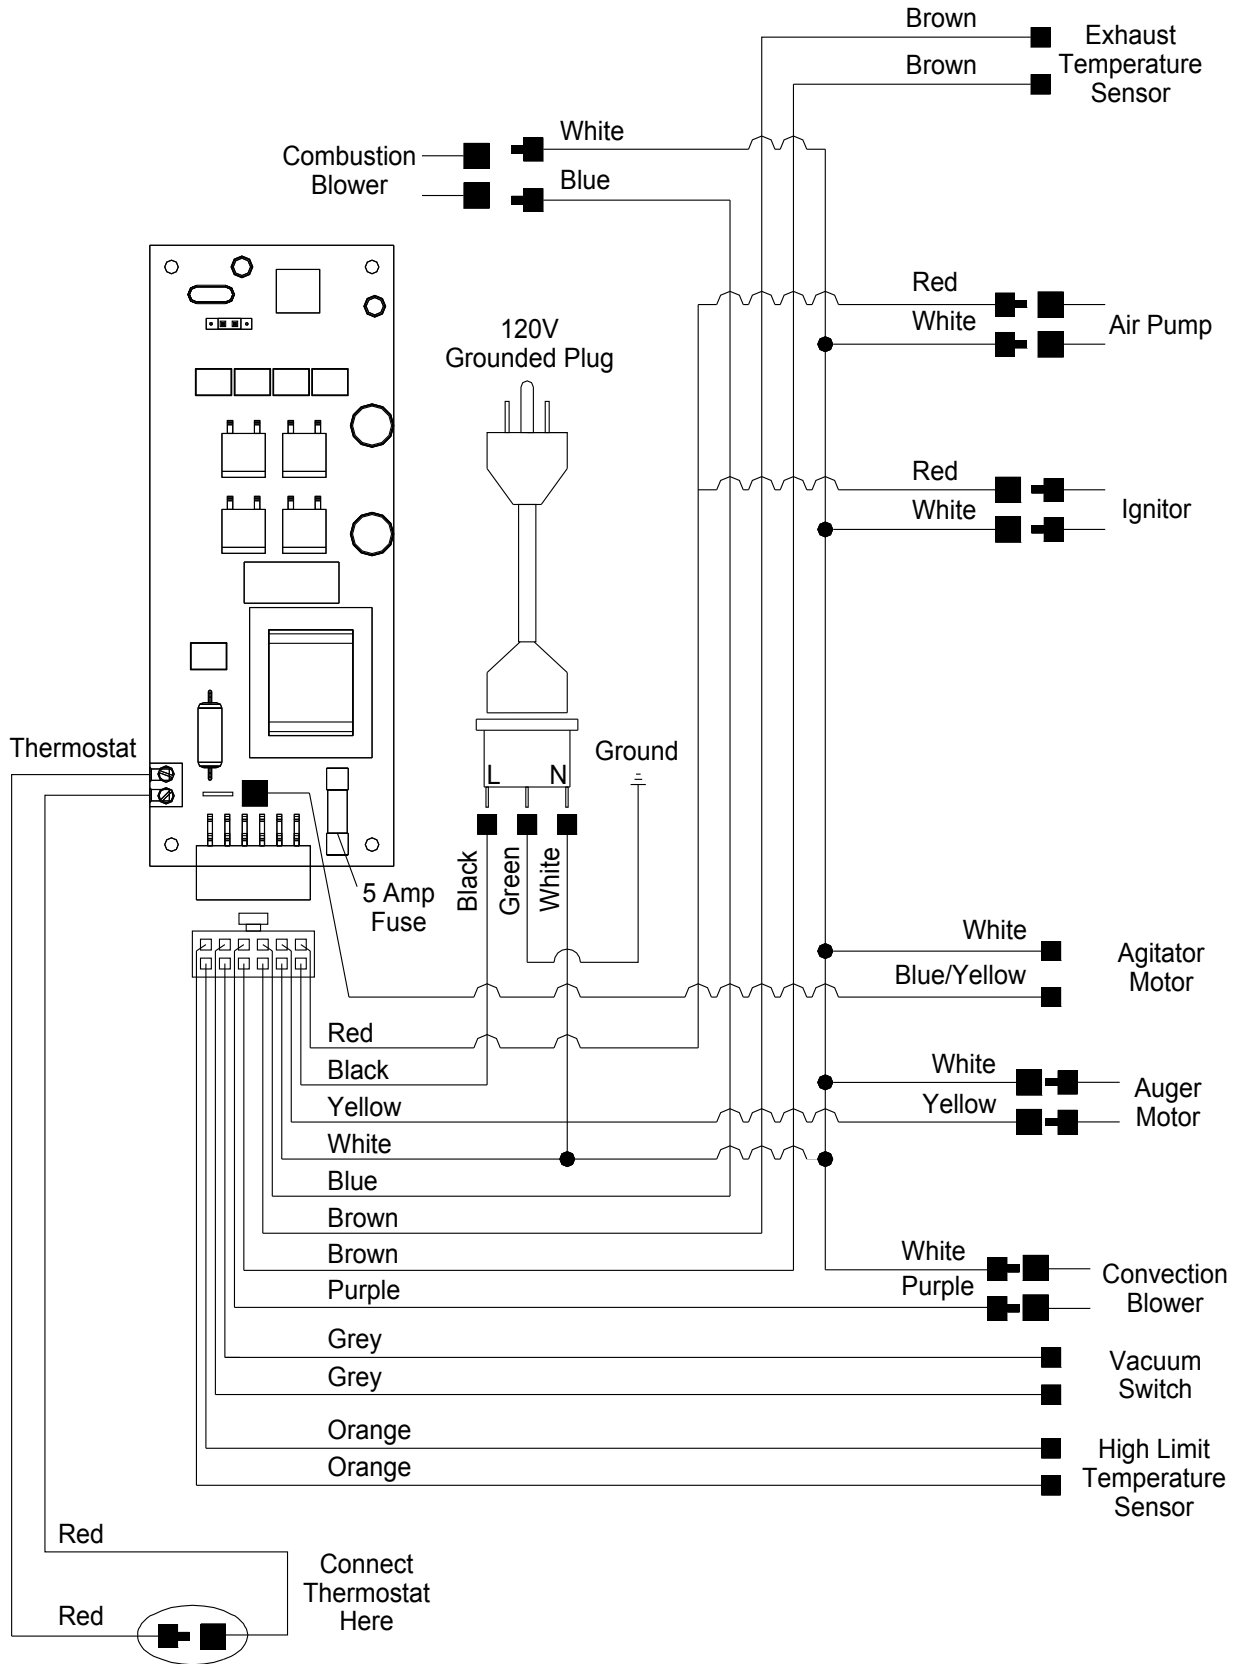 Brown
Exhaust
Temperature
Sensor
Brown
White
Combustion
Blower
Blue
Red
White
Air Pump
120V
Grounded Plug
Red
White
Ignitor
Thermostat
Ground
L
N
Black
Green
White
5 Amp
Fuse
White
Agitator
Motor
Blue/Yellow
Red
Black
Yellow
White
Blue
Brown
Brown
Purple
Grey
Grey
Orange
Orange
White
Yellow
Auger
Motor
White
Purple
Convection
Blower
Vacuum
Switch
High Limit
Temperature
Sensor
Red
Red
Connect
Thermostat
Here